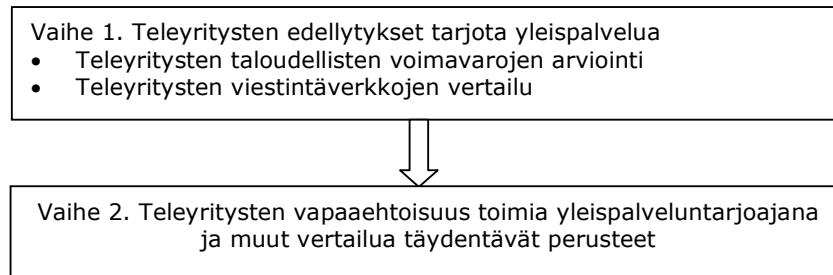 Vaihe 1. Teleyritysten edellytykset tarjota yleispalvelua
• Teleyritysten taloudellisten voimavarojen arviointi
• Teleyritysten viestintäverkkojen vertailu
Vaihe 2. Teleyritysten vapaaehtoisuus toimia yleispalveluntarjoajana
ja muut vertailua täydentävät perusteet